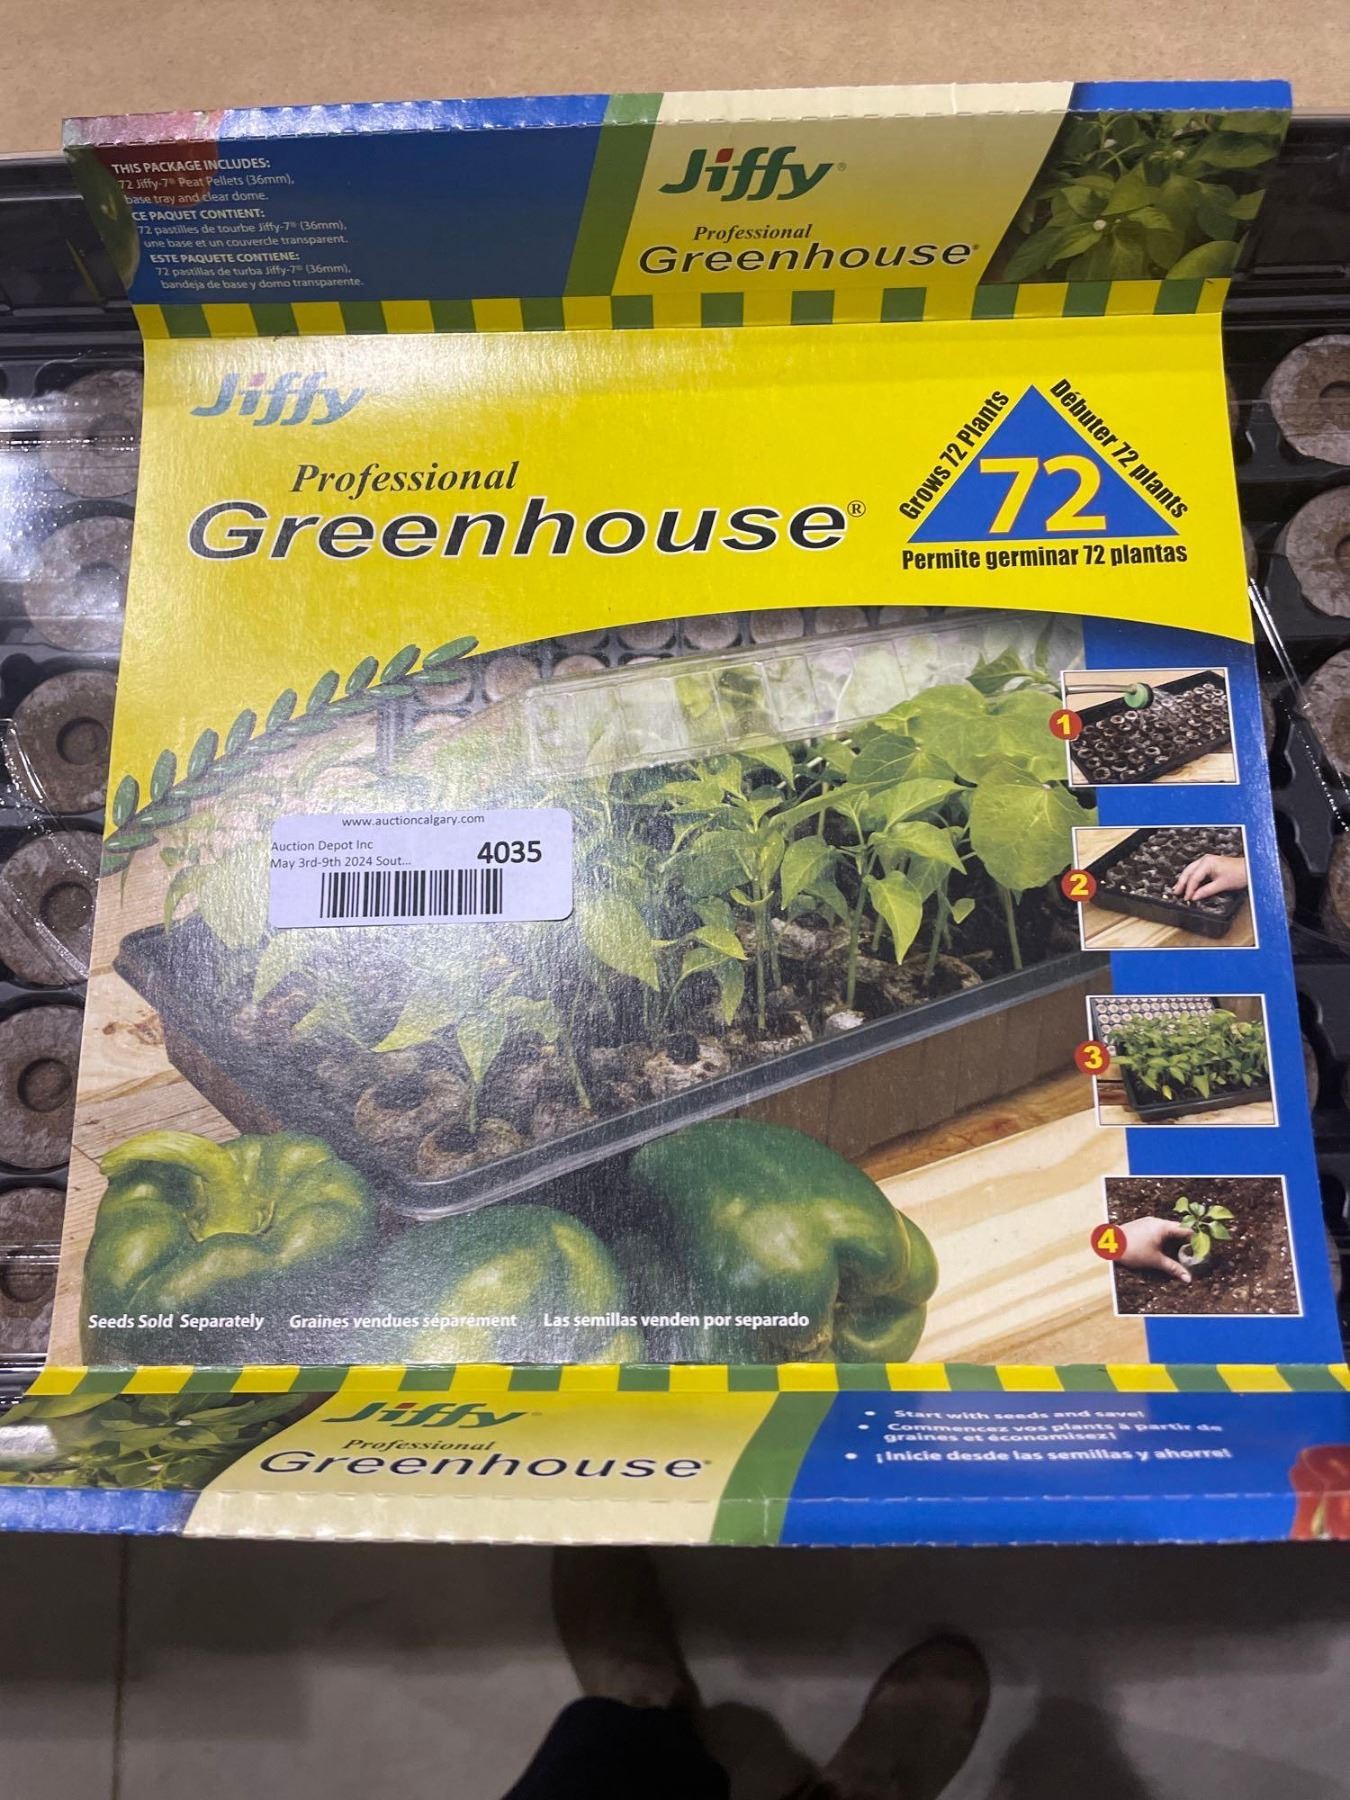 THIS PACKAGE INCLUDES:
72 Jiffy-7® Peat Pellets (36mm),
base tray and clear dome.
CE PAQUET CONTIENT:
72 pastilles de tourbe Jiffy-7® (36mm),
une base et un couvercle transparent.
ESTE PAQUETE CONTIENE:
72 pastillas de turba Jiffy-7® (36mm),
bandeja de base y domo transparente.
Jiffy®
Professional
Greenhouse®
Jiffy
Professional
Greenhouse®
Grows 72 Plants
Débuter 72 plants
72
Permite germinar 72 plantas
1
2
3
4
www.auctioncalgary.com
Auction Depot Inc
May 3rd-9th 2024 Sout...
4035
Seeds Sold Separately Graines vendues séparément Las semillas venden por separado
Jiffy
Professional
Greenhouse®
• Start with seeds and save!
• Commencez vos plants à partir de
graines et économisez!
• ¡Inicie desde las semillas y ahorre!